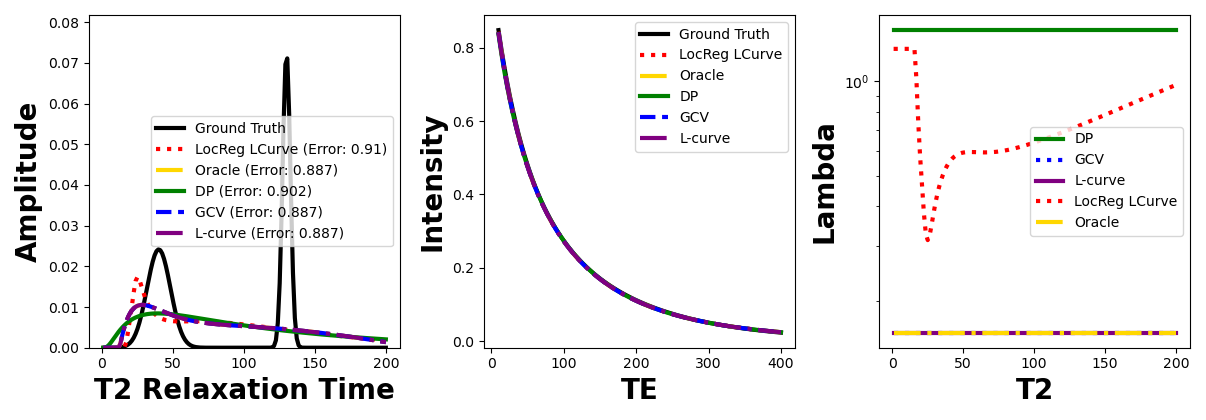 Amplitude
0.08
0.07
0.06
0.05
0.04
0.03
0.02
0.01
0.00
Ground Truth
LocReg LCurve (Error: 0.91)
Oracle (Error: 0.887)
DP (Error: 0.902)
GCV (Error: 0.887)
L-curve (Error: 0.887)
0 50 100 150 200
T2 Relaxation Time
Intensity
0.8
0.6
0.4
0.2
0.0
Ground Truth
LocReg LCurve
Oracle
DP
GCV
L-curve
0 100 200 300 400
TE
Lambda
10⁰
DP
GCV
L-curve
LocReg LCurve
Oracle
0 50 100 150 200
T2